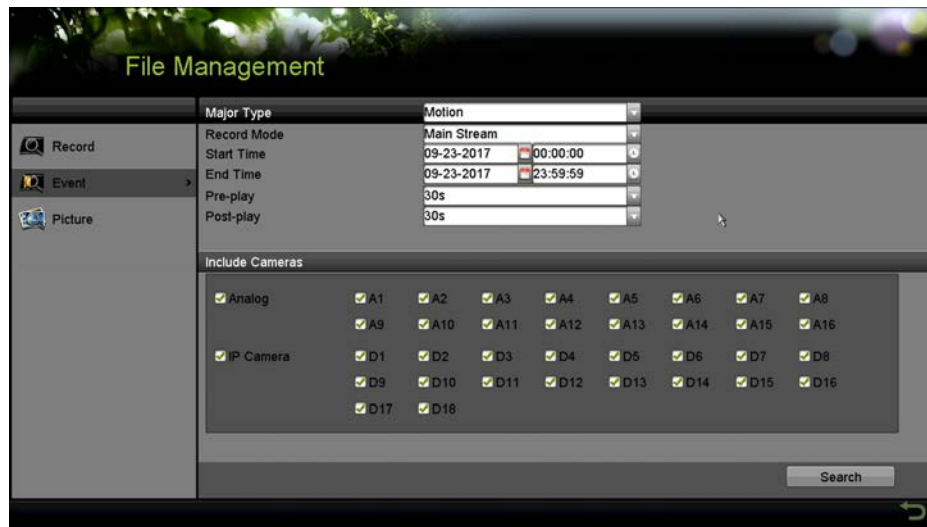 File Management
Major Type Motion
Record Record Mode Main Stream
Start Time 09-23-2017 00:00:00
Event End Time 09-23-2017 23:59:59
Pre-play 30s
Picture Post-play 30s
Include Cameras
Analog A1 A2 A3 A4 A5 A6 A7 A8
A9 A10 A11 A12 A13 A14 A15 A16
IP Camera D1 D2 D3 D4 D5 D6 D7 D8
D9 D10 D11 D12 D13 D14 D15 D16
D17 D18
Search